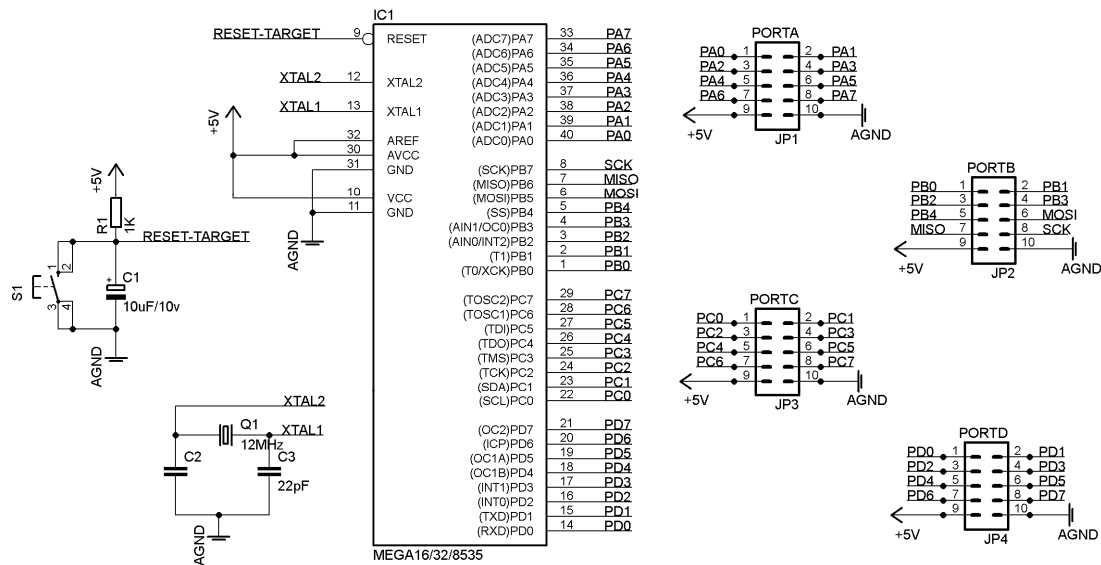 IC1
RESET-TARGET 9 RESET (ADC7)PA7 33 PA7
(ADC6)PA6 34 PA6
(ADC5)PA5 35 PA5
XTAL2 12 XTAL2 (ADC4)PA4 36 PA4
(ADC3)PA3 37 PA3
XTAL1 13 XTAL1 (ADC2)PA2 38 PA2
(ADC1)PA1 39 PA1
+5V 32 AREF (ADC0)PA0 40 PA0
30 AVCC
31 GND (SCK)PB7 8 SCK
(MISO)PB6 7 MISO
10 VCC (MOSI)PB5 6 MOSI
11 GND (SS)PB4 5 PB4
(AIN1/OC0)PB3 4 PB3
AGND (AIN0/INT2)PB2 3 PB2
(T1)PB1 2 PB1
(T0/XCK)PB0 1 PB0
(TOSC2)PC7 29 PC7
(TOSC1)PC6 28 PC6
(TDI)PC5 27 PC5
(TDO)PC4 26 PC4
(TMS)PC3 25 PC3
(TCK)PC2 24 PC2
(SDA)PC1 23 PC1
(SCL)PC0 22 PC0
(OC2)PD7 21 PD7
(ICP)PD6 20 PD6
(OC1A)PD5 19 PD5
(OC1B)PD4 18 PD4
(INT1)PD3 17 PD3
(INT0)PD2 16 PD2
(TXD)PD1 15 PD1
(RXD)PD0 14 PD0
MEGA16/32/8535
+5V
R1
1K
RESET-TARGET
S1
1
2
3
4
+
C1
10uF/10v
AGND
XTAL2
Q1
XTAL1
12MHz
C2
C3
22pF
AGND
PORTA
PA0 1 2 PA1
PA2 3 4 PA3
PA4 5 6 PA5
PA6 7 8 PA7
9 10
+5V
AGND
JP1
PORTB
PB0 1 2 PB1
PB2 3 4 PB3
PB4 5 6 MOSI
MISO 7 8 SCK
9 10
+5V
AGND
JP2
PORTC
PC0 1 2 PC1
PC2 3 4 PC3
PC4 5 6 PC5
PC6 7 8 PC7
9 10
+5V
AGND
JP3
PORTD
PD0 1 2 PD1
PD2 3 4 PD3
PD4 5 6 PD5
PD6 7 8 PD7
9 10
+5V
AGND
JP4